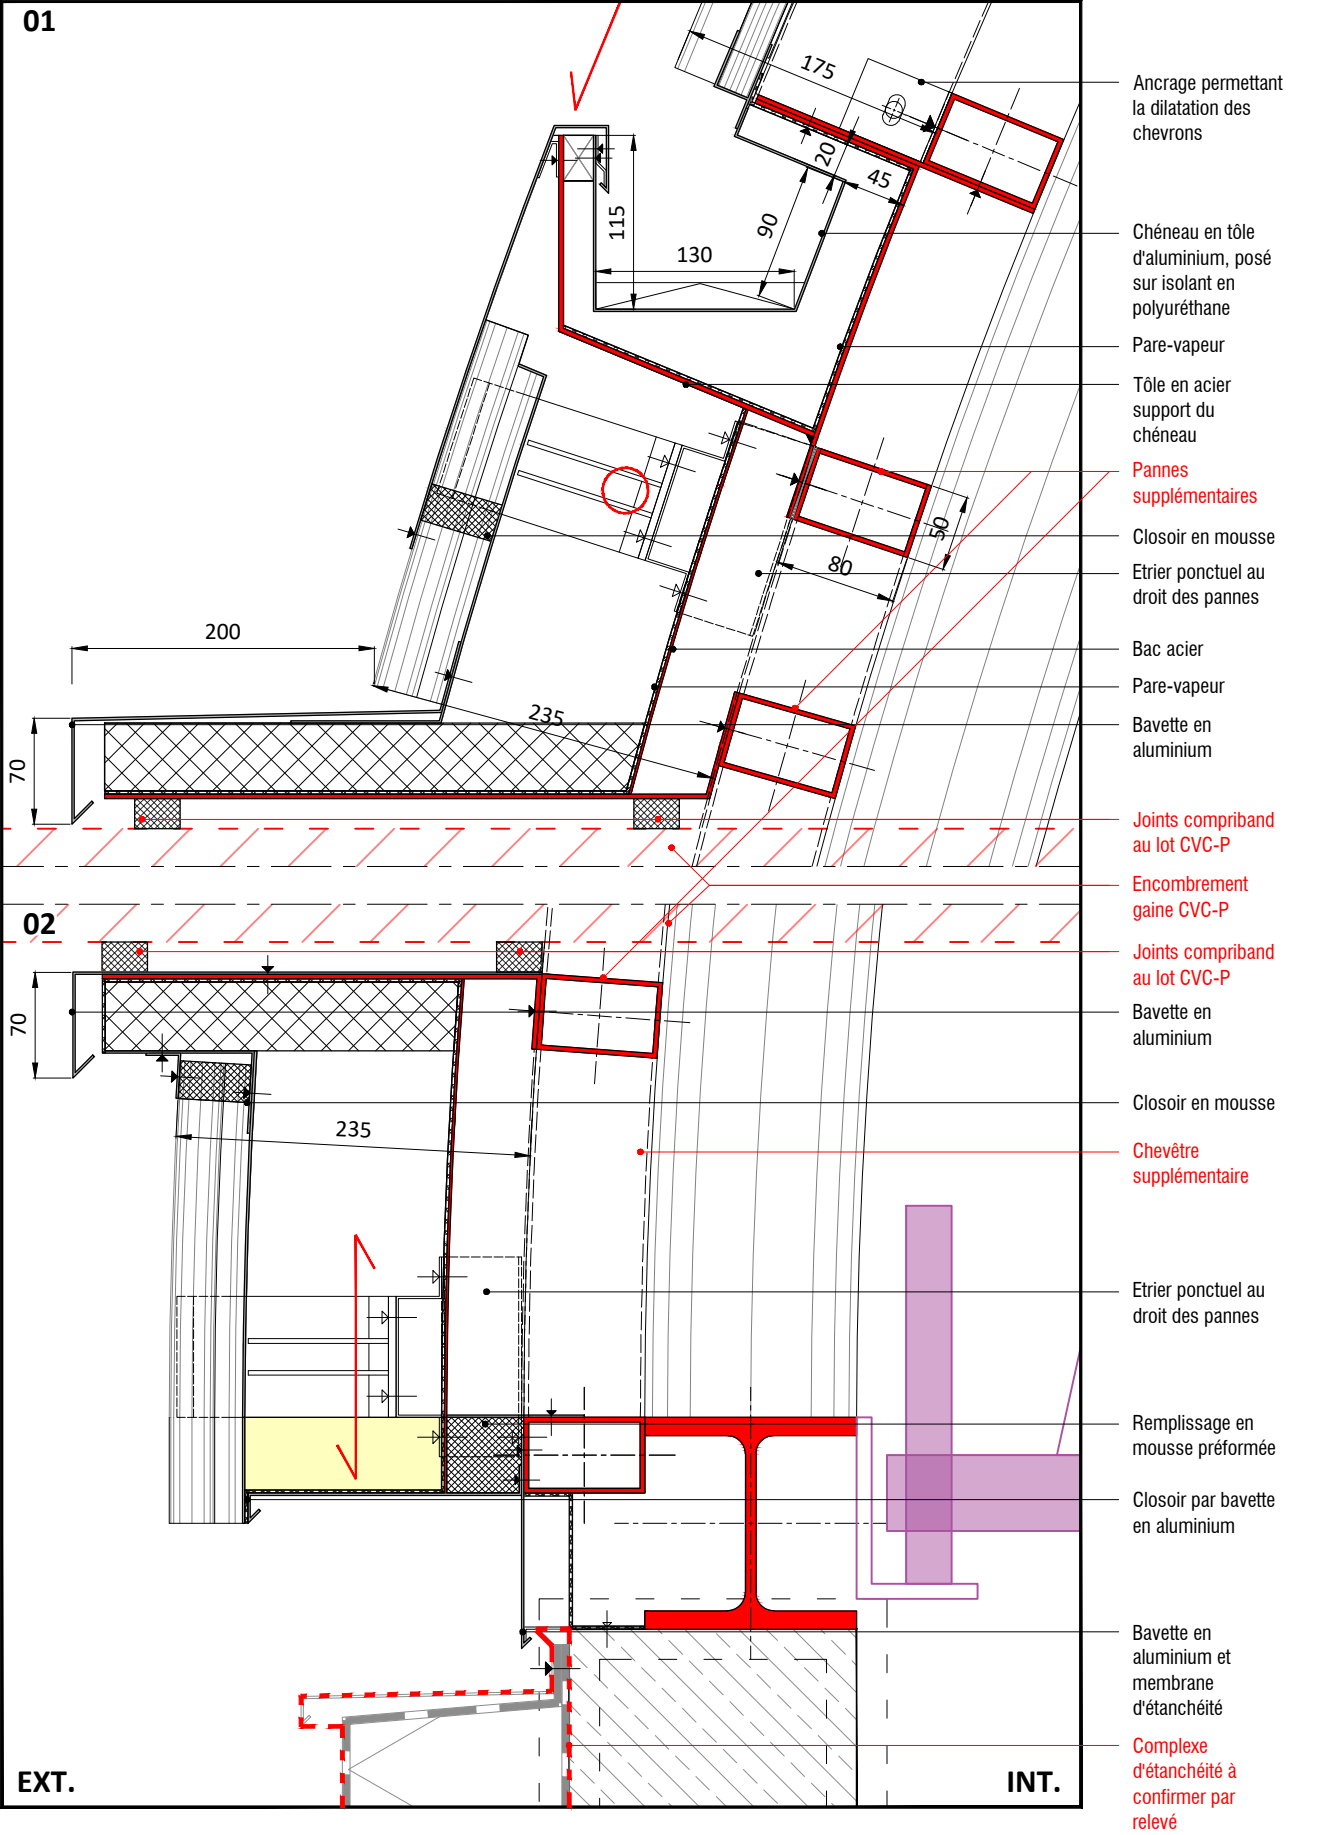 01
175
20
45
115
90
130
50
80
200
235
70
Ancrage permettant
la dilatation des
chevrons
Chéneau en tôle
d'aluminium, posé
sur isolant en
polyuréthane
Pare-vapeur
Tôle en acier
support du
chéneau
Pannes
supplémentaires
Closoir en mousse
Etrier ponctuel au
droit des pannes
Bac acier
Pare-vapeur
Bavette en
aluminium
Joints compriband
au lot CVC-P
Encombrement
gaine CVC-P
02
70
235
Joints compriband
au lot CVC-P
Bavette en
aluminium
Closoir en mousse
Chevêtre
supplémentaire
Etrier ponctuel au
droit des pannes
Remplissage en
mousse préformée
Closoir par bavette
en aluminium
Bavette en
aluminium et
membrane
d'étanchéité
Complexe
d'étanchéité à
confirmer par
relevé
EXT.
INT.